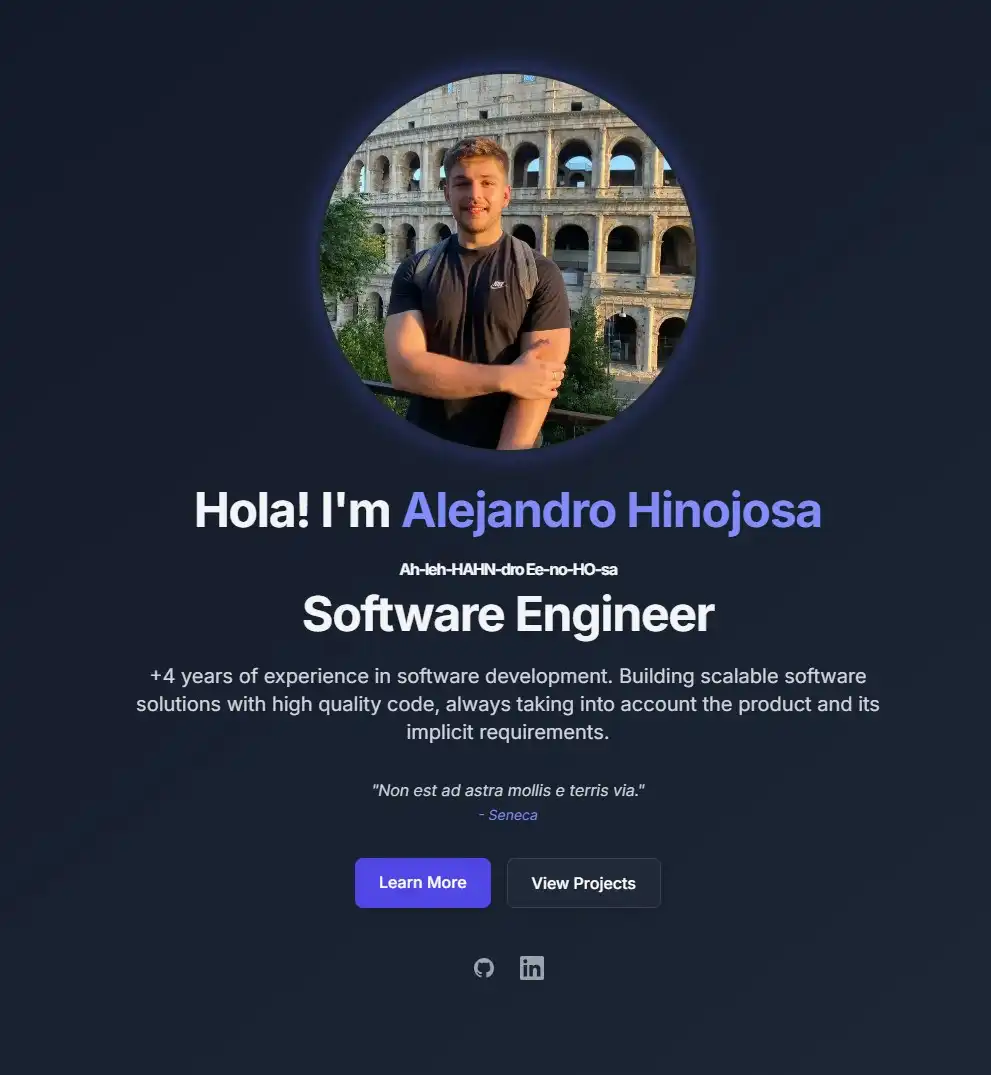 Hola! I'm Alejandro Hinojosa
Ah-leh-HAHN-dro Ee-no-HO-sa
Software Engineer
+4 years of experience in software development. Building scalable software
solutions with high quality code, always taking into account the product and its
implicit requirements.
"Non est ad astra mollis e terris via."
- Seneca
Learn More
View Projects
in